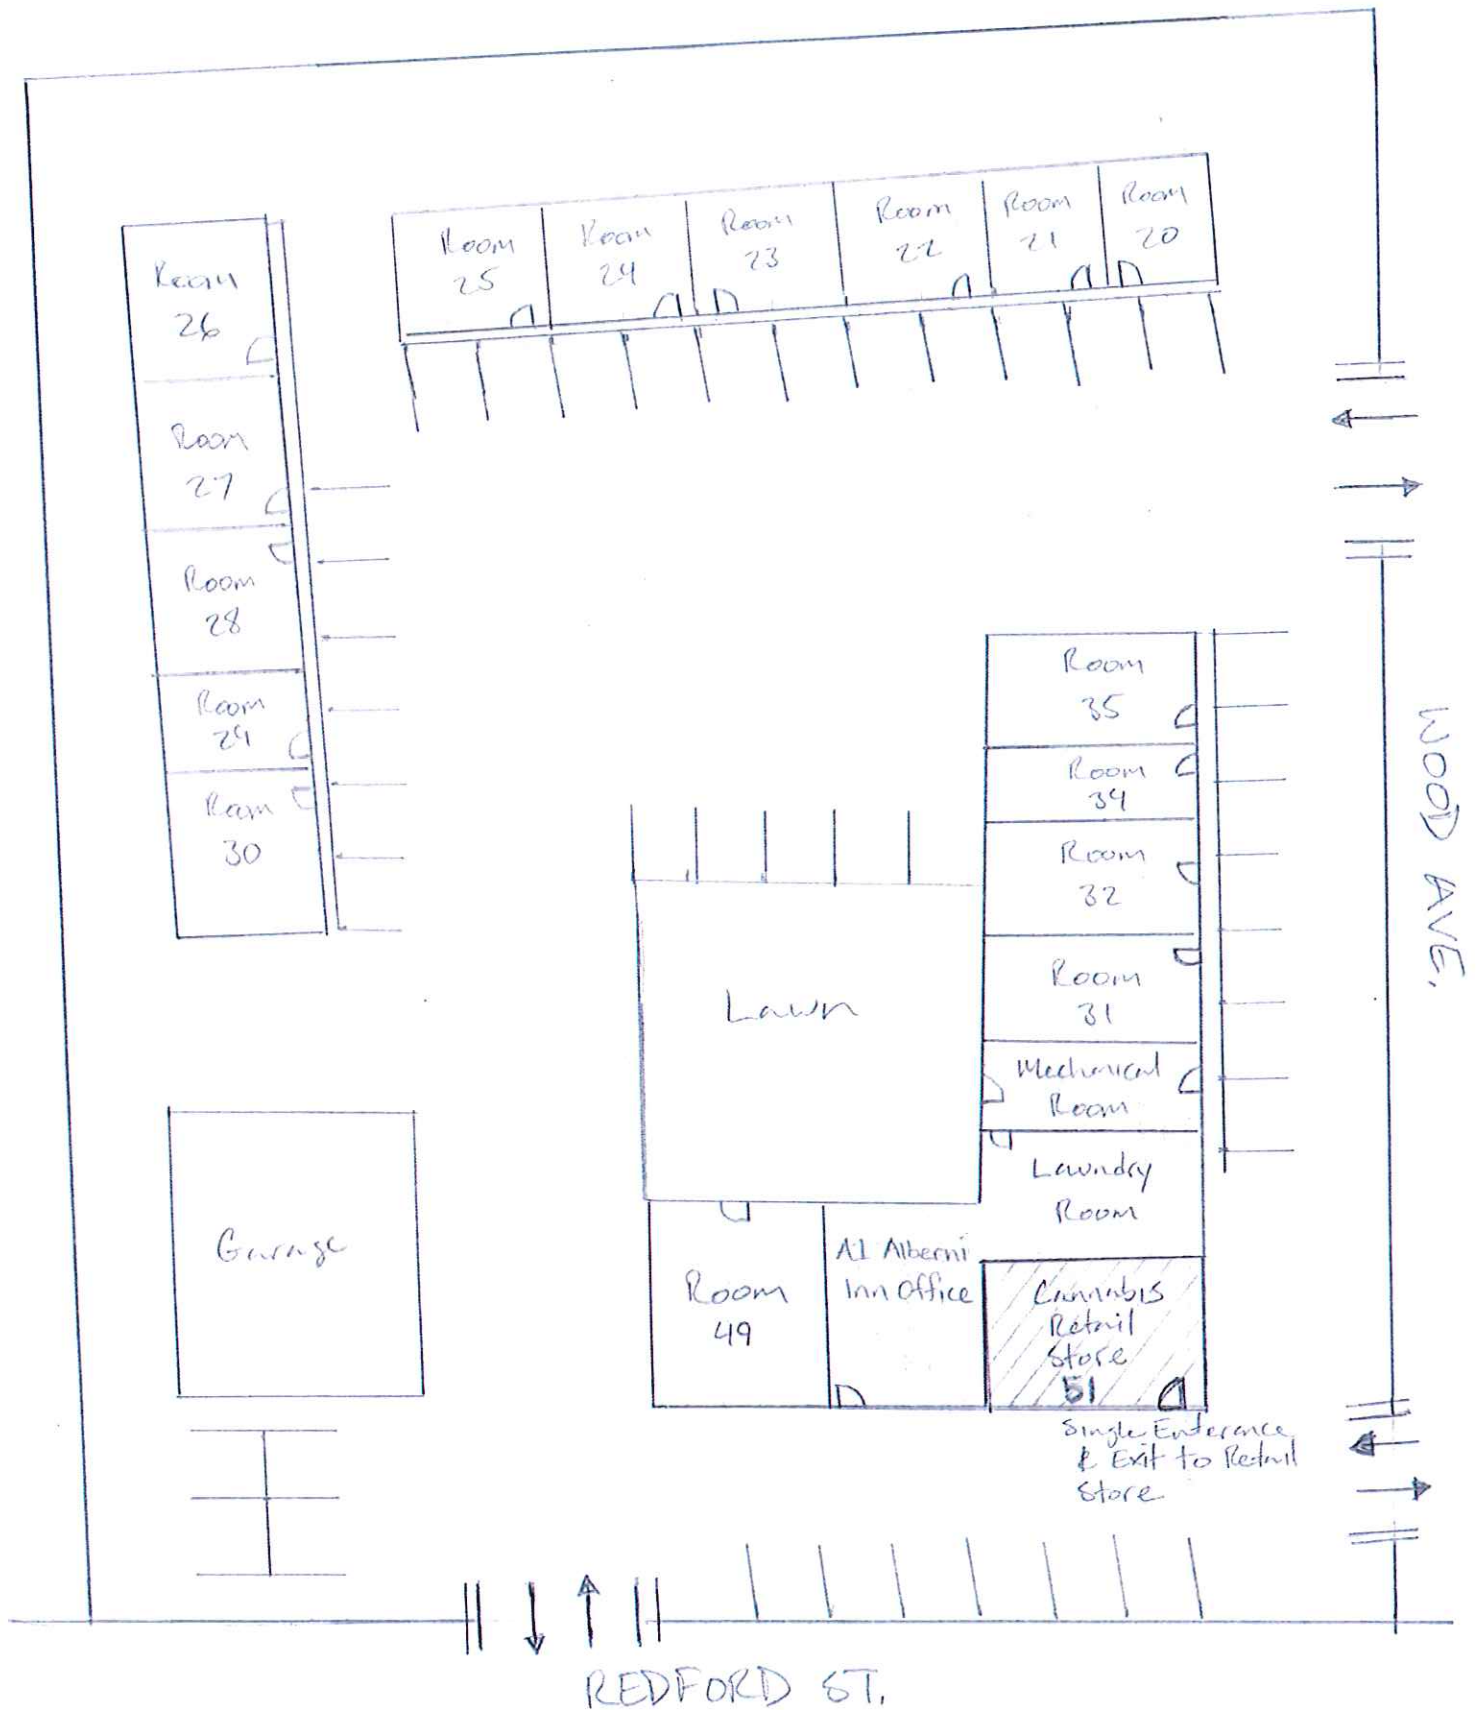 Room
25
Room
24
Room
23
Room
22
Room
21
Room
20
Room
26
Room
27
Room
28
Room
29
Room
30
Room
35
Room
34
Room
32
Room
31
Mechanical
Room
Laundry
Room
Lawn
Garage
Room
49
A1 Alberni
Inn Office
Cannabis
Retail
Store
51
Single Enterance
& Exit to Retail
Store
WOOD AVE.
REDFORD ST.